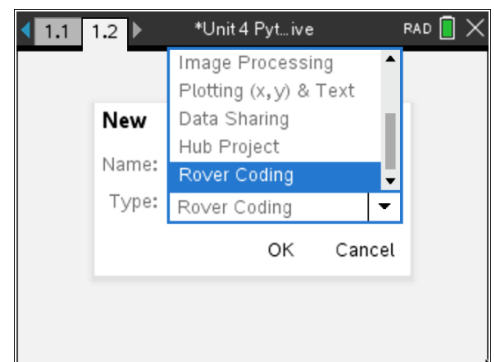 1.1 1.2 *Unit 4 Pyt...ive RAD
Image Processing
Plotting (x,y) & Text
New Data Sharing
Hub Project
Name: Rover Coding
Type: Rover Coding
OK Cancel